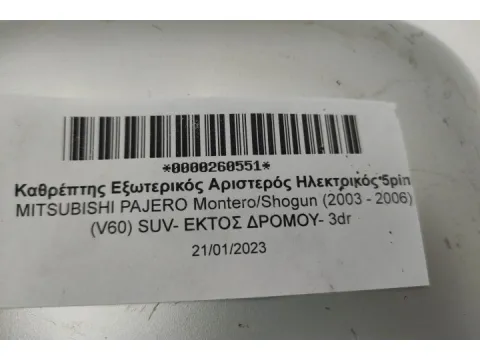 *0000260551*
Καθρέπτης Εξωτερικός Αριστερός Ηλεκτρικός 5pin
MITSUBISHI PAJERO Montero/Shogun (2003 - 2006)
(V60) SUV- ΕΚΤΟΣ ΔΡΟΜΟΥ- 3dr
21/01/2023